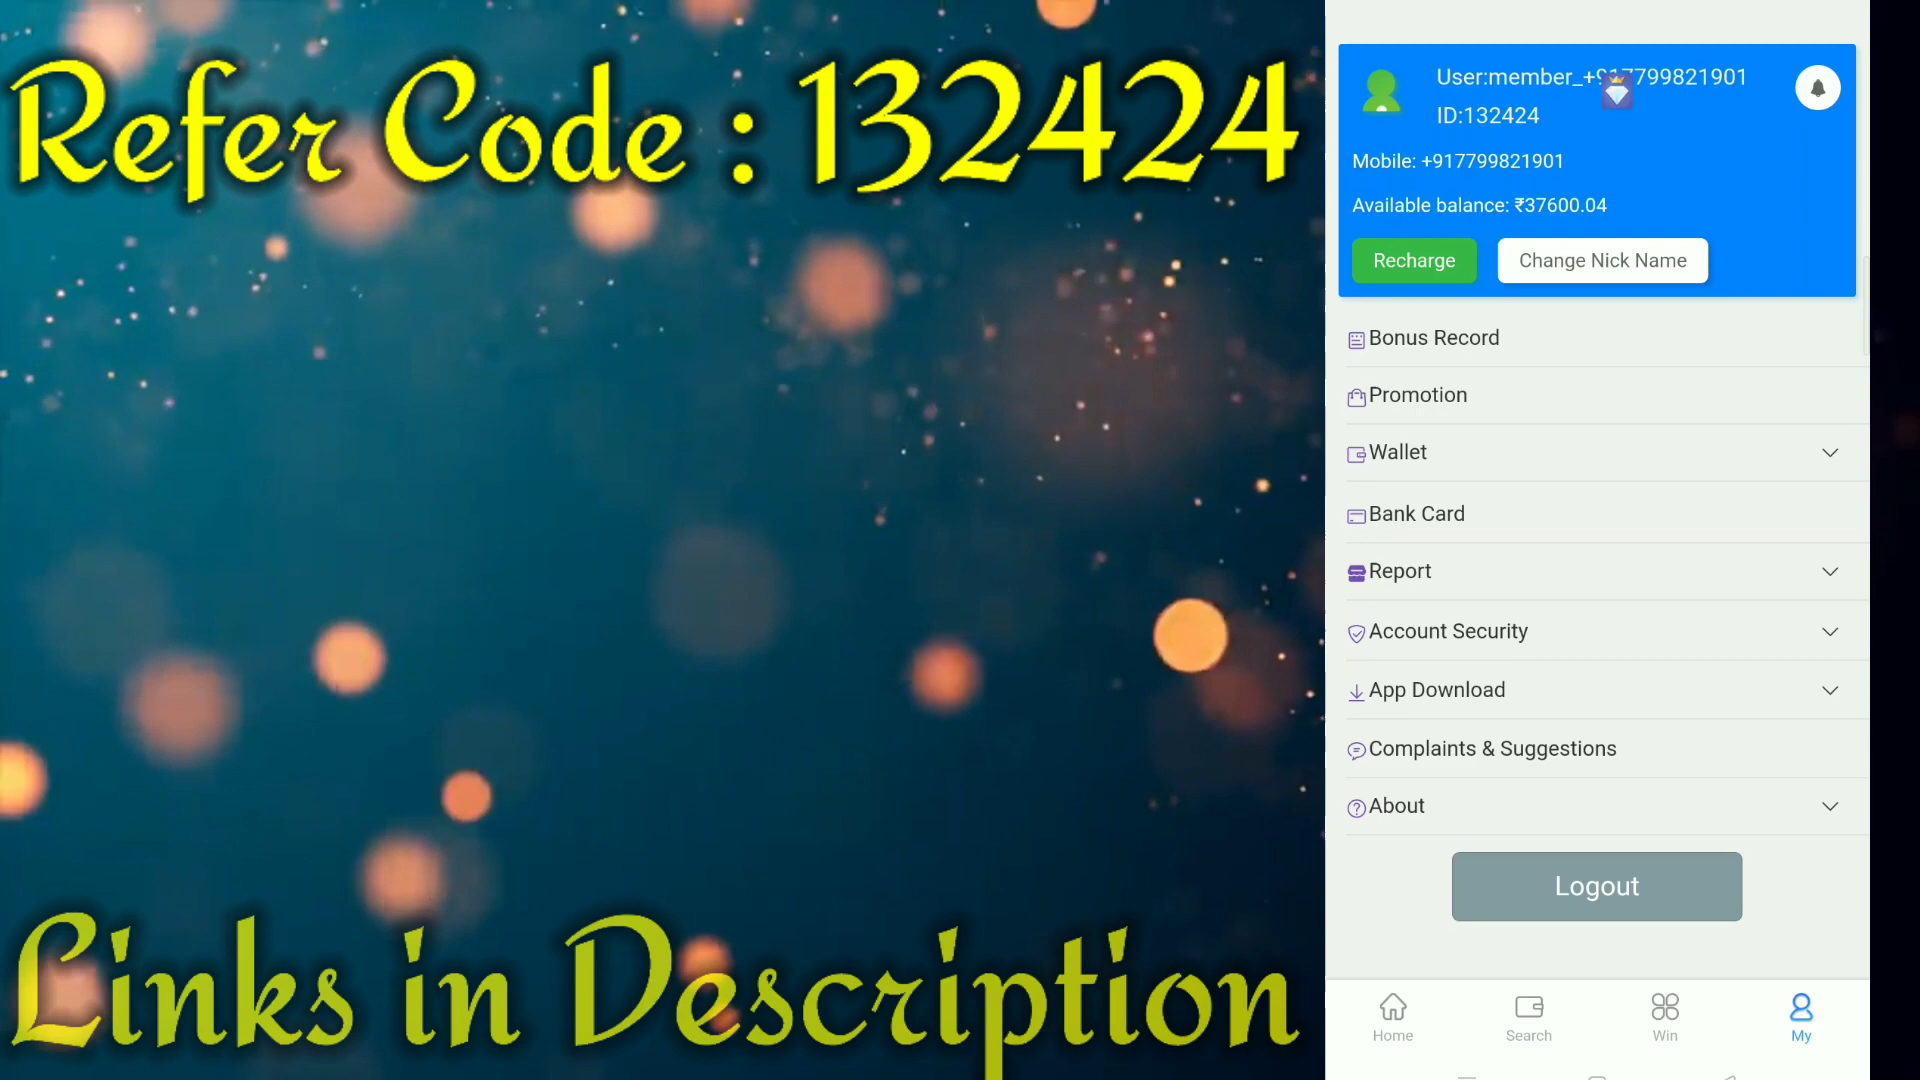 Refer Code : 132424
Links in Description
User:member_+917799821901
ID:132424
Mobile: +917799821901
Available balance: ₹37600.04
Recharge
Change Nick Name
Bonus Record
Promotion
Wallet
Bank Card
Report
Account Security
App Download
Complaints & Suggestions
About
Logout
Home
Search
Win
My